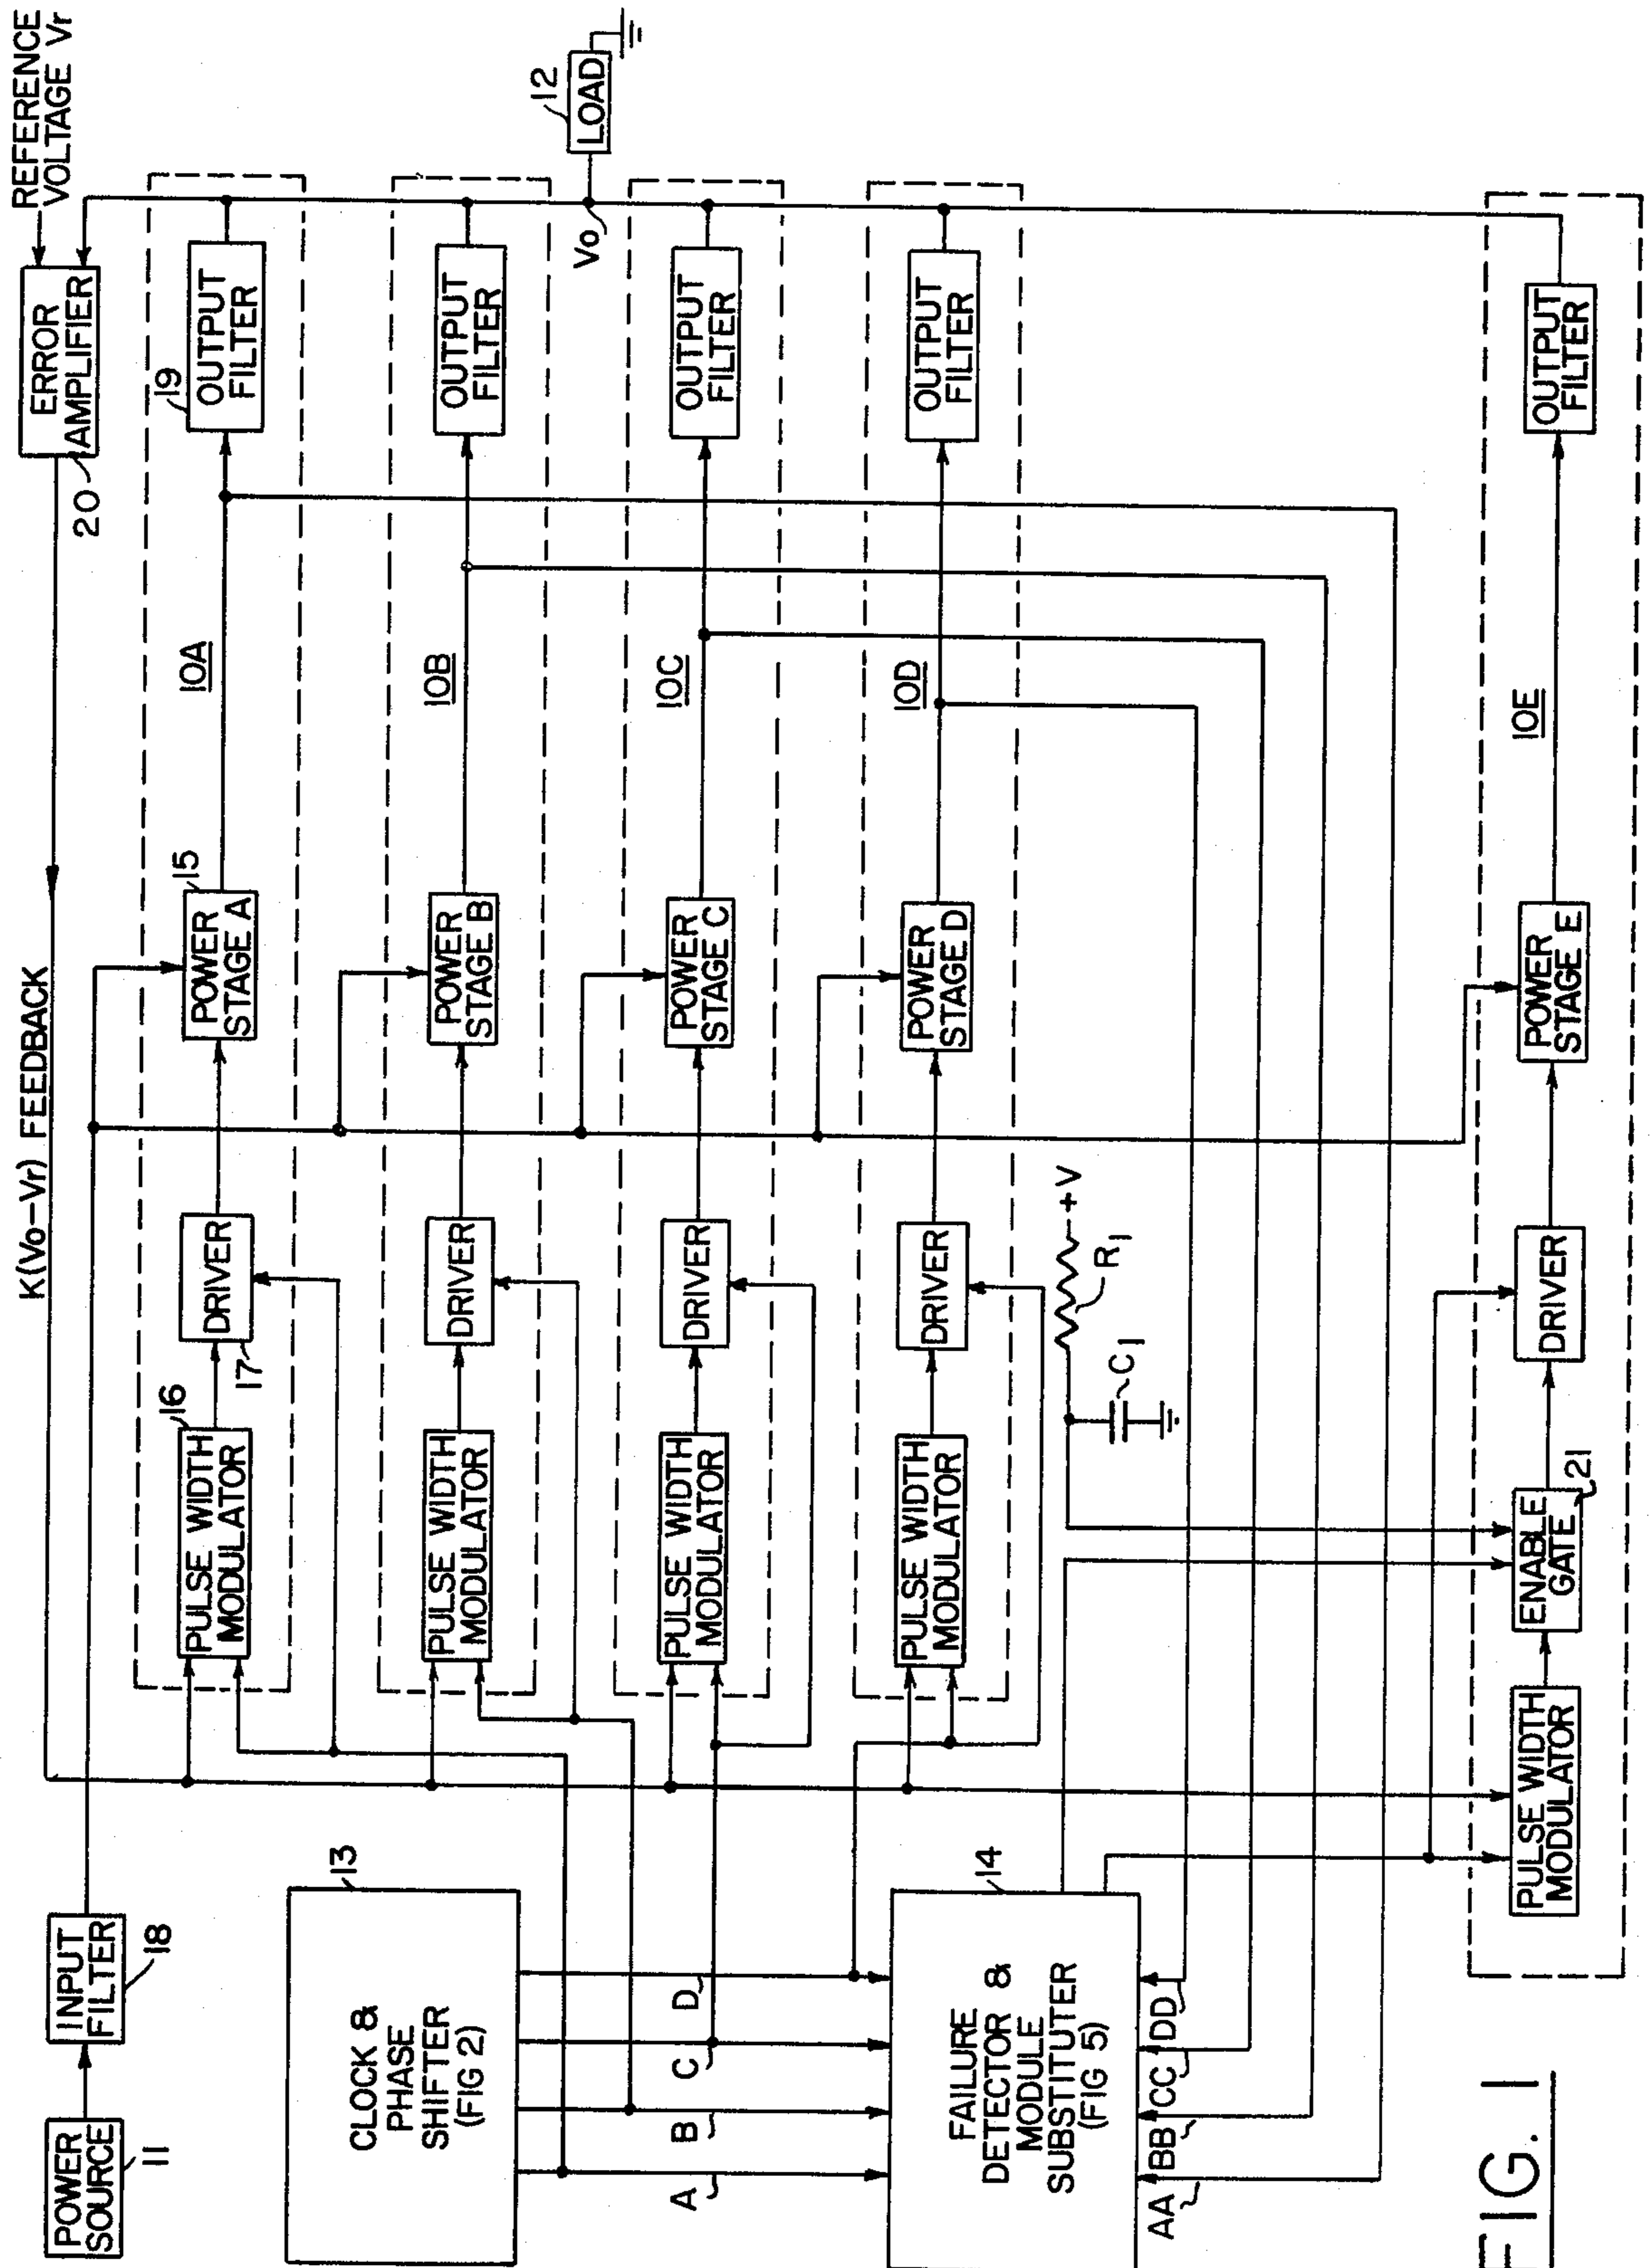 POWER
SOURCE
11
INPUT
FILTER
18
K(Vo–Vr) FEEDBACK
20
ERROR
AMPLIFIER
REFERENCE
VOLTAGE Vr
CLOCK &
PHASE
SHIFTER
(FIG 2)
13
PULSE WIDTH
MODULATOR
16
DRIVER
17
POWER
STAGE A
15
10A
OUTPUT
FILTER
19
PULSE WIDTH
MODULATOR
DRIVER
POWER
STAGE B
10B
OUTPUT
FILTER
Vo
LOAD
12
A
B
C
D
PULSE WIDTH
MODULATOR
DRIVER
POWER
STAGE C
10C
OUTPUT
FILTER
FAILURE
DETECTOR &
MODULE
SUBSTITUTER
(FIG 5)
14
PULSE WIDTH
MODULATOR
DRIVER
POWER
STAGE D
10D
OUTPUT
FILTER
C1
R1
+V
AA
BB
CC
DD
PULSE WIDTH
MODULATOR
ENABLE
GATE
21
DRIVER
POWER
STAGE E
10E
OUTPUT
FILTER
FIG. 1